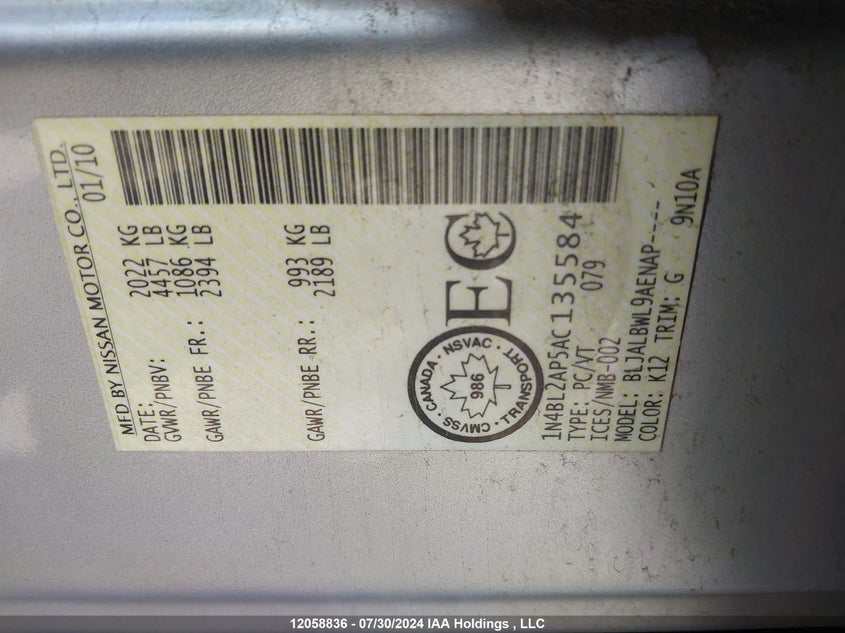 MFD BY NISSAN MOTOR CO., LTD.
DATE: 01/10
GVWR/PNBV: 2022 KG
4457 LB
GAWR/PNBE FR.: 1086 KG
2394 LB
GAWR/PNBE RR.: 993 KG
2189 LB
CANADA · NSVAC · TRANSPORT · CMVSS ·
986
EC
1N4BL2AP5AC135584
TYPE: PC/VT 079
ICES/NMB-002
MODEL: BLJALBWL9AENAP----
COLOR: K12 TRIM: G 9N10A
12058836 - 07/30/2024 IAA Holdings , LLC